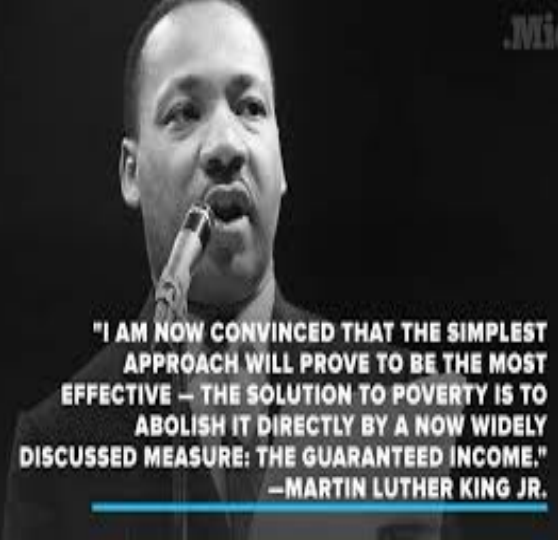 .Mic
"I AM NOW CONVINCED THAT THE SIMPLEST
APPROACH WILL PROVE TO BE THE MOST
EFFECTIVE — THE SOLUTION TO POVERTY IS TO
ABOLISH IT DIRECTLY BY A NOW WIDELY
DISCUSSED MEASURE: THE GUARANTEED INCOME."
—MARTIN LUTHER KING JR.